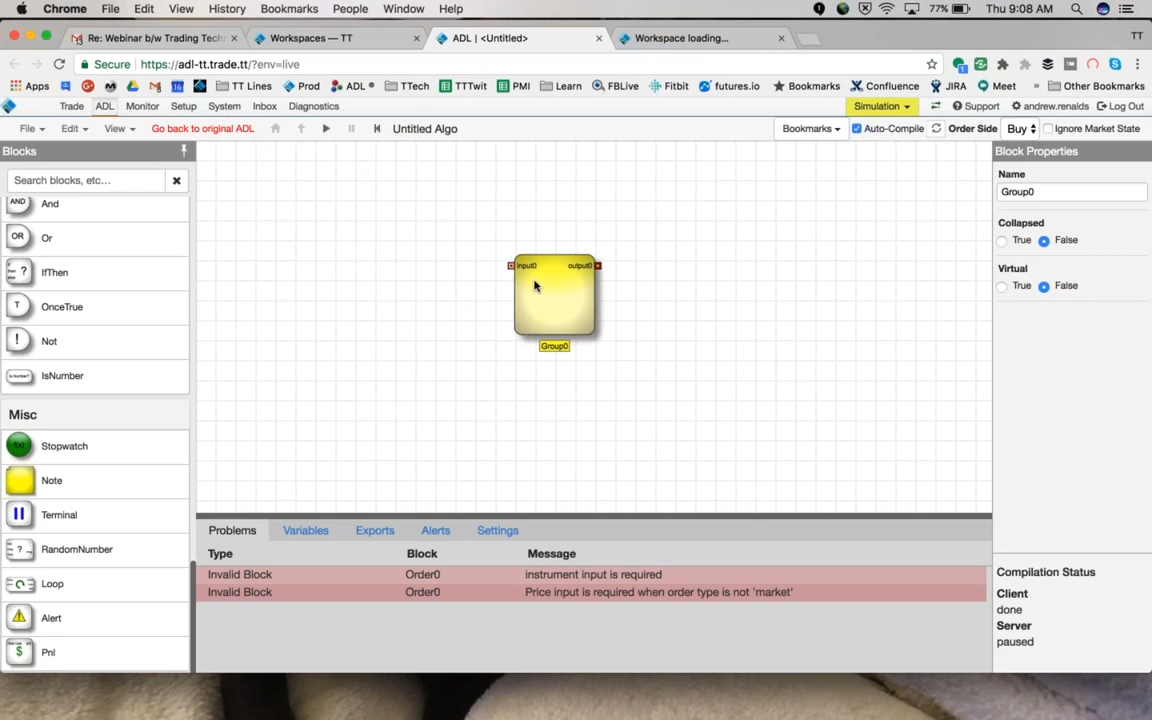 Chrome File Edit View History Bookmarks People Window Help 77% Thu 9:08 AM
Re: Webinar b/w Trading Techn Workspaces — TT ADL | <Untitled> Workspace loading... TT
Secure https://adl-tt.trade.tt/?env=live
Apps TT Lines Prod ADL TTech TTTwit PMI Learn FBLive Fitbit futures.io Bookmarks Confluence JIRA Meet » Other Bookmarks
Trade ADL Monitor Setup System Inbox Diagnostics Simulation Support andrew.renalds Log Out
File Edit View Go back to original ADL Untitled Algo Bookmarks Auto-Compile Order Side Buy Ignore Market State
Blocks
Block Properties
Search blocks, etc...
Name
Group0
AND And
OR Or
Collapsed
True False
? IfThen
Virtual
True False
T OnceTrue
! Not
IsNumber
input0 output0
Group0
Misc
f(x) Stopwatch
Note
Terminal
? RandomNumber
Loop
Alert
$ Pnl
Problems Variables Exports Alerts Settings
Type Block Message
Invalid Block Order0 instrument input is required
Invalid Block Order0 Price input is required when order type is not 'market'
Compilation Status
Client
done
Server
paused